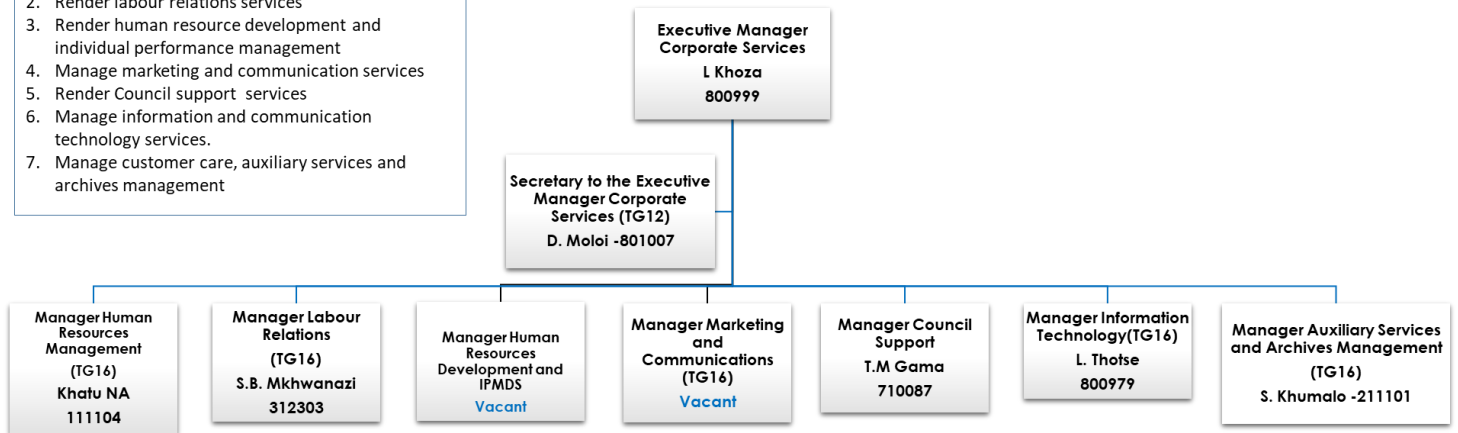 2. Render labour relations services
3. Render human resource development and
individual performance management
4. Manage marketing and communication services
5. Render Council support services
6. Manage information and communication
technology services.
7. Manage customer care, auxiliary services and
archives management
Executive Manager
Corporate Services
L Khoza
800999
Secretary to the Executive
Manager Corporate
Services (TG12)
D. Moloi -801007
Manager Human
Resources
Management
(TG16)
Khatu NA
111104
Manager Labour
Relations
(TG16)
S.B. Mkhwanazi
312303
Manager Human
Resources
Development and
IPMDS
Vacant
Manager Marketing
and
Communications
(TG16)
Vacant
Manager Council
Support
T.M Gama
710087
Manager Information
Technology(TG16)
L. Thotse
800979
Manager Auxiliary Services
and Archives Management
(TG16)
S. Khumalo -211101